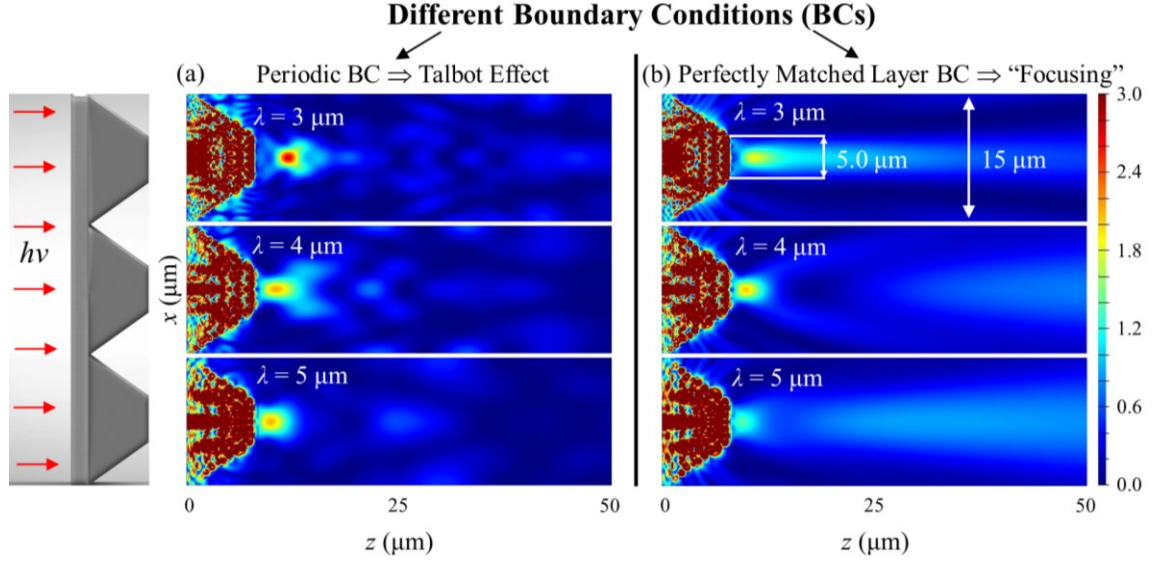 Different Boundary Conditions (BCs)
(a) Periodic BC ⇒ Talbot Effect
(b) Perfectly Matched Layer BC ⇒ “Focusing”
hν
x (μm)
λ = 3 μm
λ = 4 μm
λ = 5 μm
0 25 50
z (μm)
λ = 3 μm
5.0 μm
15 μm
λ = 4 μm
λ = 5 μm
0 25 50
z (μm)
3.0
2.4
1.8
1.2
0.6
0.0